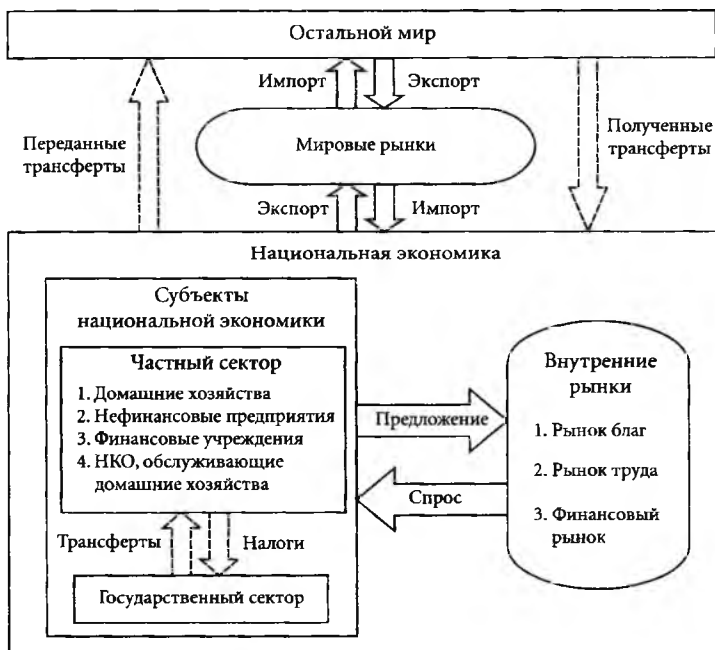 Остальной мир
Импорт
Экспорт
Переданные
трансферты
Мировые рынки
Полученные
трансферты
Экспорт
Импорт
Национальная экономика
Субъекты
национальной экономики
Частный сектор
1. Домашние хозяйства
2. Нефинансовые предприятия
3. Финансовые учреждения
4. НКО, обслуживающие
домашние хозяйства
Трансферты
Налоги
Государственный сектор
Предложение
Спрос
Внутренние
рынки
1. Рынок благ
2. Рынок труда
3. Финансовый
рынок